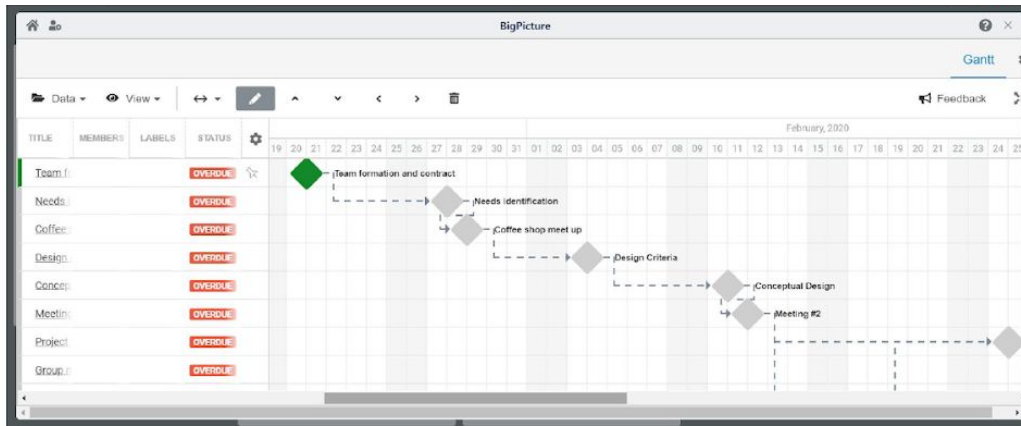 BigPicture
Gantt
Data View Feedback
February, 2020
TITLE MEMBERS LABELS STATUS
19 20 21 22 23 24 25 26 27 28 29 30 31 01 02 03 04 05 06 07 08 09 10 11 12 13 14 15 16 17 18 19 20 21 22 23 24 25
Team f OVERDUE Team formation and contract
Needs OVERDUE Needs Identification
Coffee OVERDUE Coffee shop meet up
Design OVERDUE Design Criteria
Concep OVERDUE Conceptual Design
Meeting OVERDUE Meeting #2
Project OVERDUE
Group OVERDUE